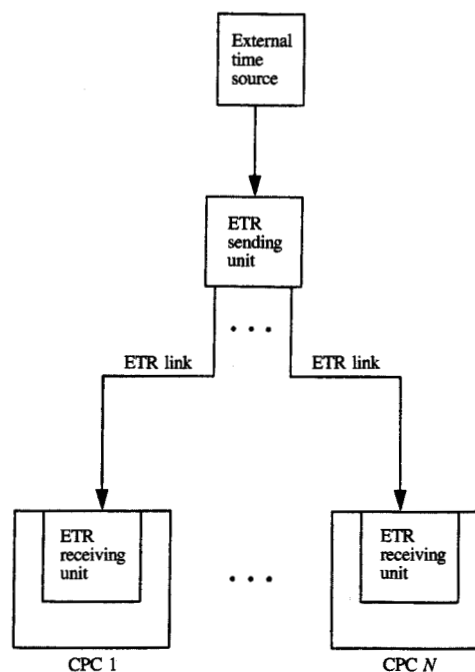 External
time
source
ETR
sending
unit
. . .
ETR link
ETR link
ETR
receiving
unit
. . .
ETR
receiving
unit
CPC 1
CPC N